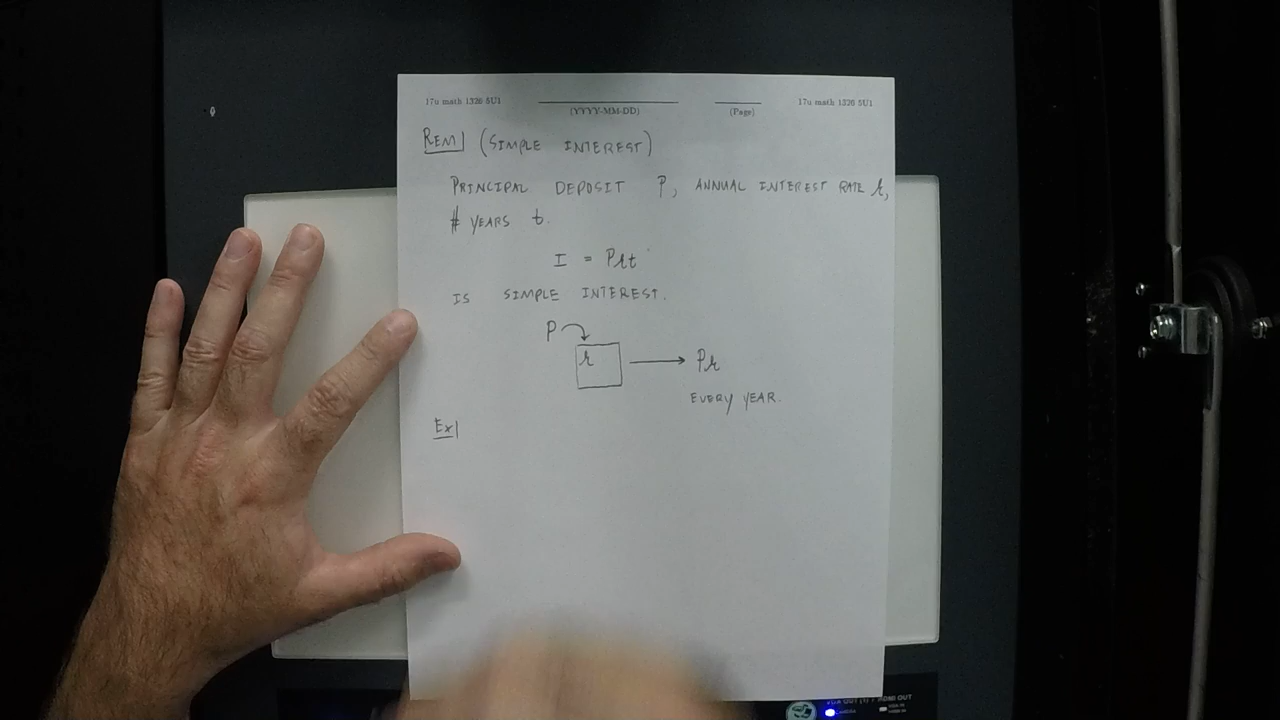 17u math 1326 5U1 (YYYY-MM-DD) (Page) 17u math 1326 5U1
REM (SIMPLE INTEREST)
PRINCIPAL DEPOSIT P, ANNUAL INTEREST RATE r,
# YEARS t.
I = Prt
IS SIMPLE INTEREST.
P
r → Pr
EVERY YEAR.
Ex